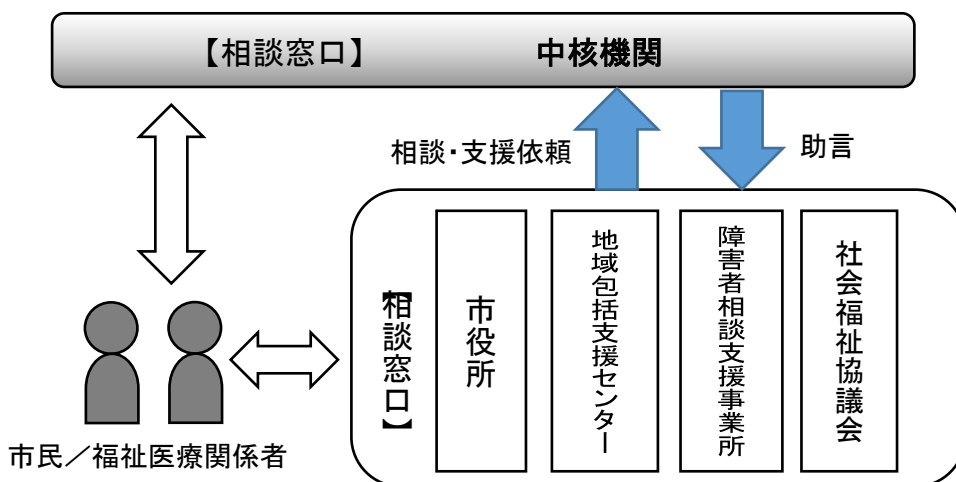 【相談窓口】 中核機関
相談・支援依頼
助言
【相談窓口】
市役所
地域包括支援センター
障害者相談支援事業所
社会福祉協議会
市民／福祉医療関係者